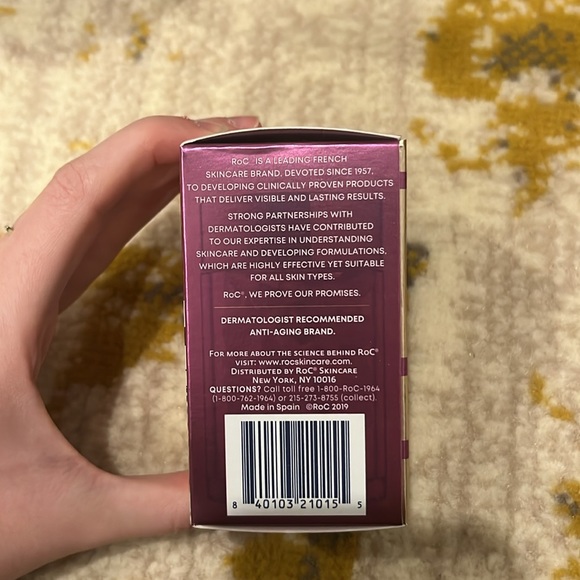 RoC® IS A LEADING FRENCH
SKINCARE BRAND, DEVOTED SINCE 1957,
TO DEVELOPING CLINICALLY PROVEN PRODUCTS
THAT DELIVER VISIBLE AND LASTING RESULTS.
STRONG PARTNERSHIPS WITH
DERMATOLOGISTS HAVE CONTRIBUTED
TO OUR EXPERTISE IN UNDERSTANDING
SKINCARE AND DEVELOPING FORMULATIONS,
WHICH ARE HIGHLY EFFECTIVE YET SUITABLE
FOR ALL SKIN TYPES.
RoC®, WE PROVE OUR PROMISES.
DERMATOLOGIST RECOMMENDED
ANTI-AGING BRAND.
FOR MORE ABOUT THE SCIENCE BEHIND RoC®
VISIT: www.rocskincare.com.
DISTRIBUTED BY RoC® SKINCARE
NEW YORK, NY 10016
QUESTIONS? Call toll free 1-800-RoC-1964
(1-800-762-1964) or 215-273-8755 (collect).
Made in Spain ©RoC 2019
8 40103 21015 5